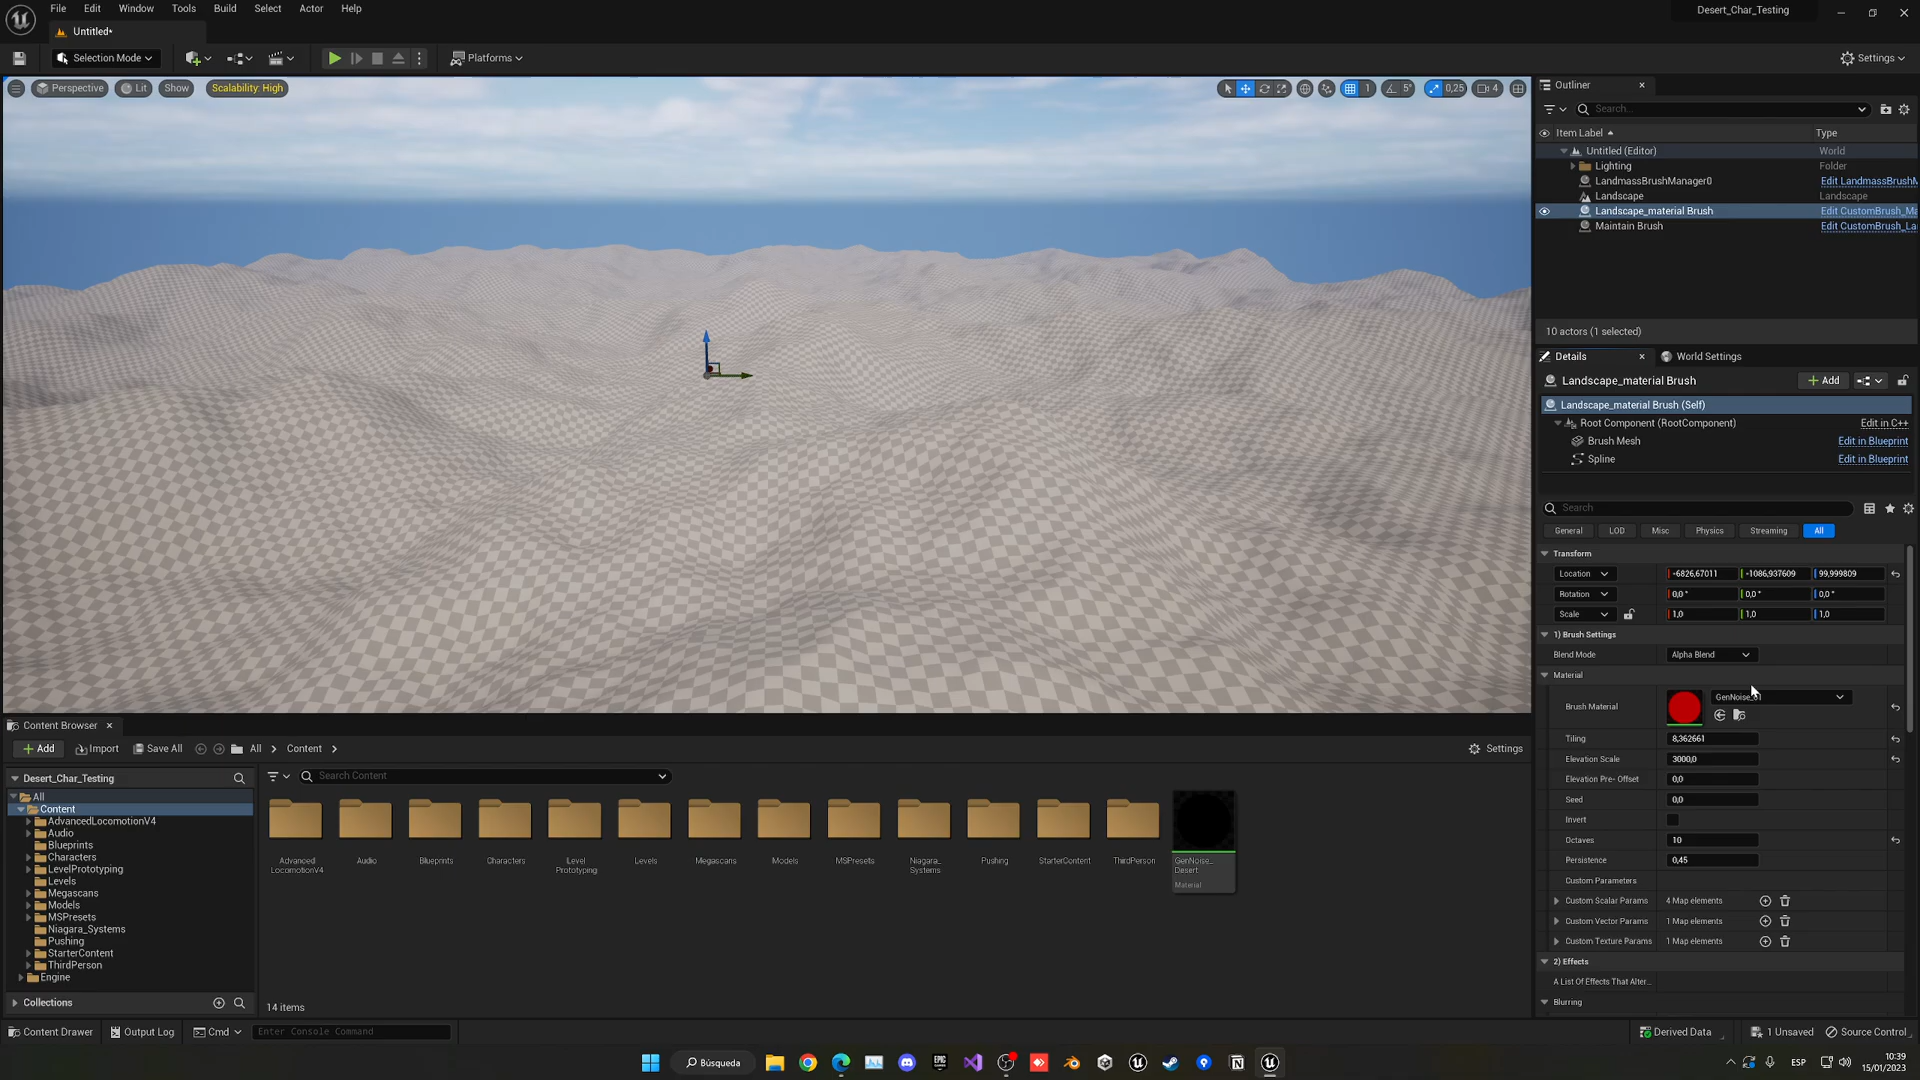 File Edit Window Tools Build Select Actor Help
Desert_Char_Testing
Untitled*
Selection Mode
Platforms
Settings
Perspective
Lit
Show
Scalability: High
1
5°
0,25
4
Outliner
Search...
Item Label
Type
Untitled (Editor)
World
Lighting
Folder
LandmassBrushManager0
Edit LandmassBrushM
Landscape
Landscape
Landscape_material Brush
Edit CustomBrush_Ma
Maintain Brush
Edit CustomBrush_La
10 actors (1 selected)
Details
World Settings
Landscape_material Brush
Add
Landscape_material Brush (Self)
Root Component (RootComponent)
Edit in C++
Brush Mesh
Edit in Blueprint
Spline
Edit in Blueprint
Search
General
LOD
Misc
Physics
Streaming
All
Transform
Location
-6826,67011
-1086,937609
99,999809
Rotation
0,0 °
0,0 °
0,0 °
Scale
1,0
1,0
1,0
1) Brush Settings
Blend Mode
Alpha Blend
Material
Brush Material
Tiling
8,362661
Elevation Scale
3000,0
Elevation Pre- Offset
0,0
Seed
0,0
Invert
Octaves
10
Persistence
0,45
Custom Parameters
Custom Scalar Params
4 Map elements
Custom Vector Params
1 Map elements
Custom Texture Params
1 Map elements
2) Effects
A List Of Effects That Alter...
Blurring
Content Browser
Add
Import
Save All
All
Content
Settings
Desert_Char_Testing
Search Content
All
Content
AdvancedLocomotionV4
Audio
Blueprints
Characters
LevelPrototyping
Levels
Megascans
Models
MSPresets
Niagara_Systems
Pushing
StarterContent
ThirdPerson
Engine
Collections
Advanced
LocomotionV4
Audio
Blueprints
Characters
Level
Prototyping
Levels
Megascans
Models
MSPresets
Niagara_
Systems
Pushing
StarterContent
ThirdPerson
GenNoise_
Desert
Material
14 items
Content Drawer
Output Log
Cmd
Enter Console Command
Derived Data
1 Unsaved
Source Control
Búsqueda
ESP
10:39
15/01/2023